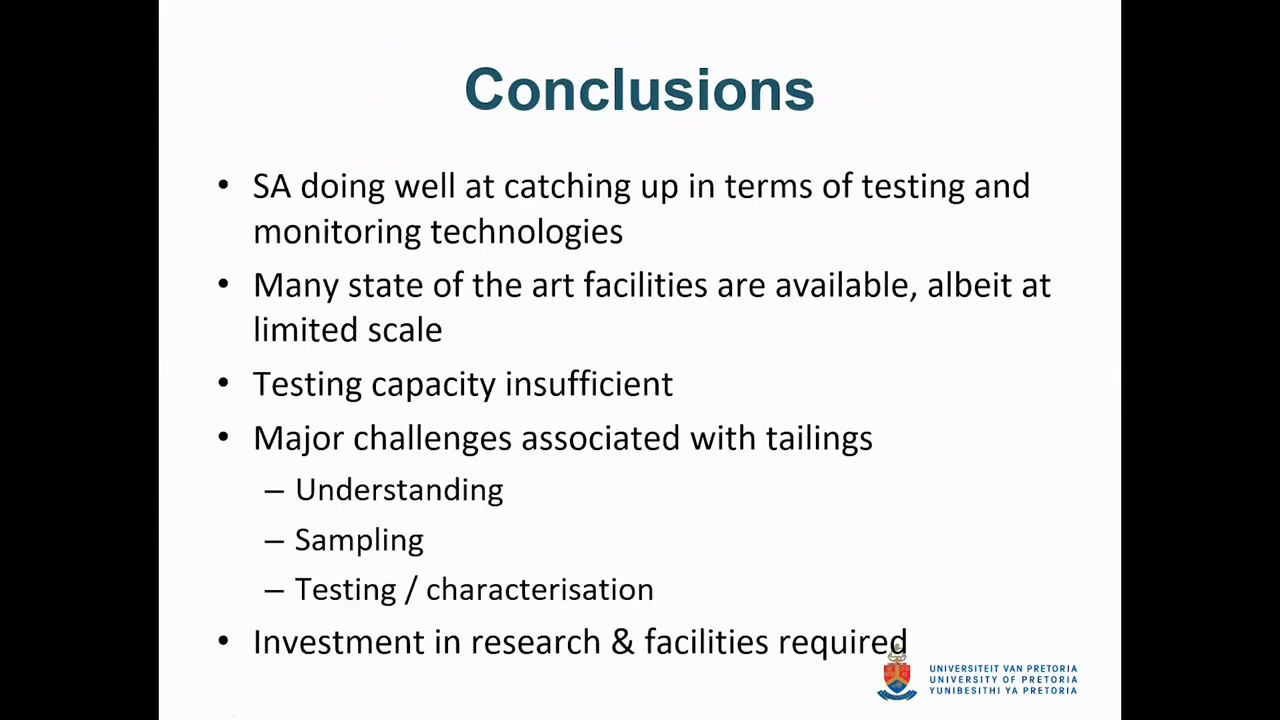 Conclusions
• SA doing well at catching up in terms of testing and
monitoring technologies
• Many state of the art facilities are available, albeit at
limited scale
• Testing capacity insufficient
• Major challenges associated with tailings
– Understanding
– Sampling
– Testing / characterisation
• Investment in research & facilities required
UNIVERSITEIT VAN PRETORIA
UNIVERSITY OF PRETORIA
YUNIBESITHI YA PRETORIA